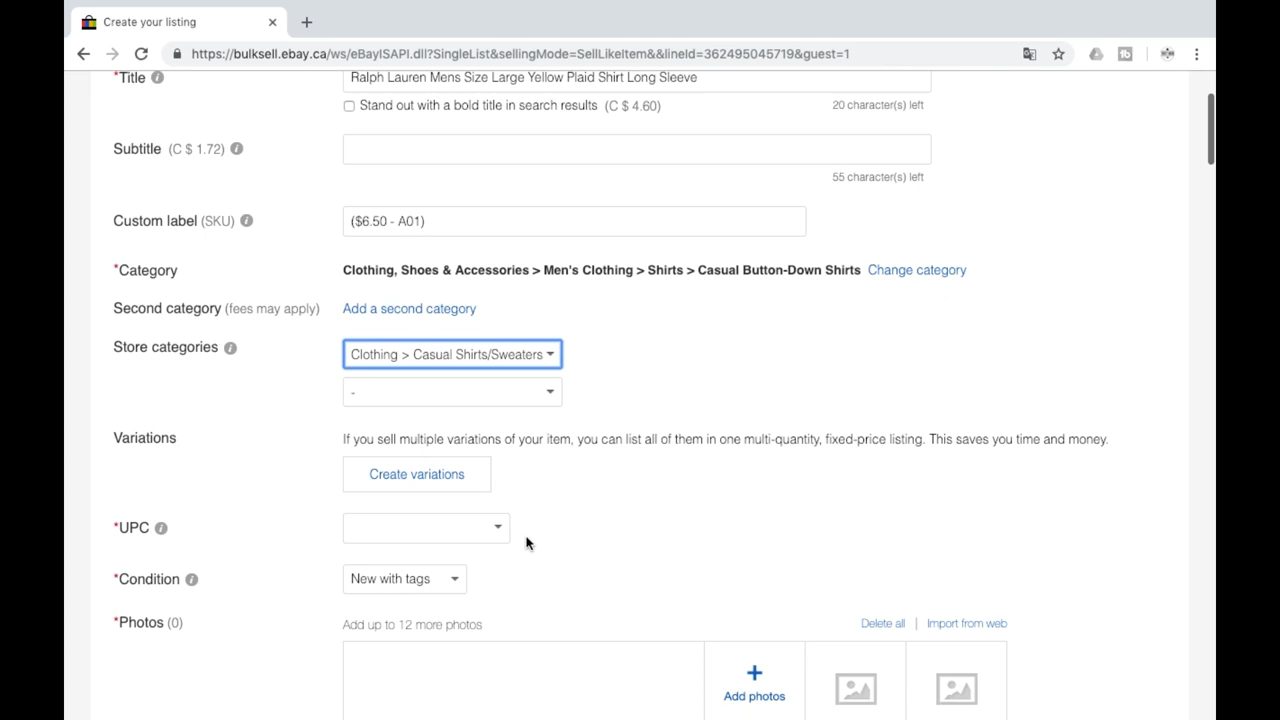 Create your listing
https://bulksell.ebay.ca/ws/eBayISAPI.dll?SingleList&sellingMode=SellLikeItem&&lineId=362495045719&guest=1
*Title
Ralph Lauren Mens Size Large Yellow Plaid Shirt Long Sleeve
Stand out with a bold title in search results (C $ 4.60)
20 character(s) left
Subtitle (C $ 1.72)
55 character(s) left
Custom label (SKU)
($6.50 - A01)
*Category
Clothing, Shoes & Accessories > Men's Clothing > Shirts > Casual Button-Down Shirts Change category
Second category (fees may apply)
Add a second category
Store categories
Clothing > Casual Shirts/Sweaters
-
Variations
If you sell multiple variations of your item, you can list all of them in one multi-quantity, fixed-price listing. This saves you time and money.
Create variations
*UPC
*Condition
New with tags
*Photos (0)
Add up to 12 more photos
Delete all | Import from web
+
Add photos